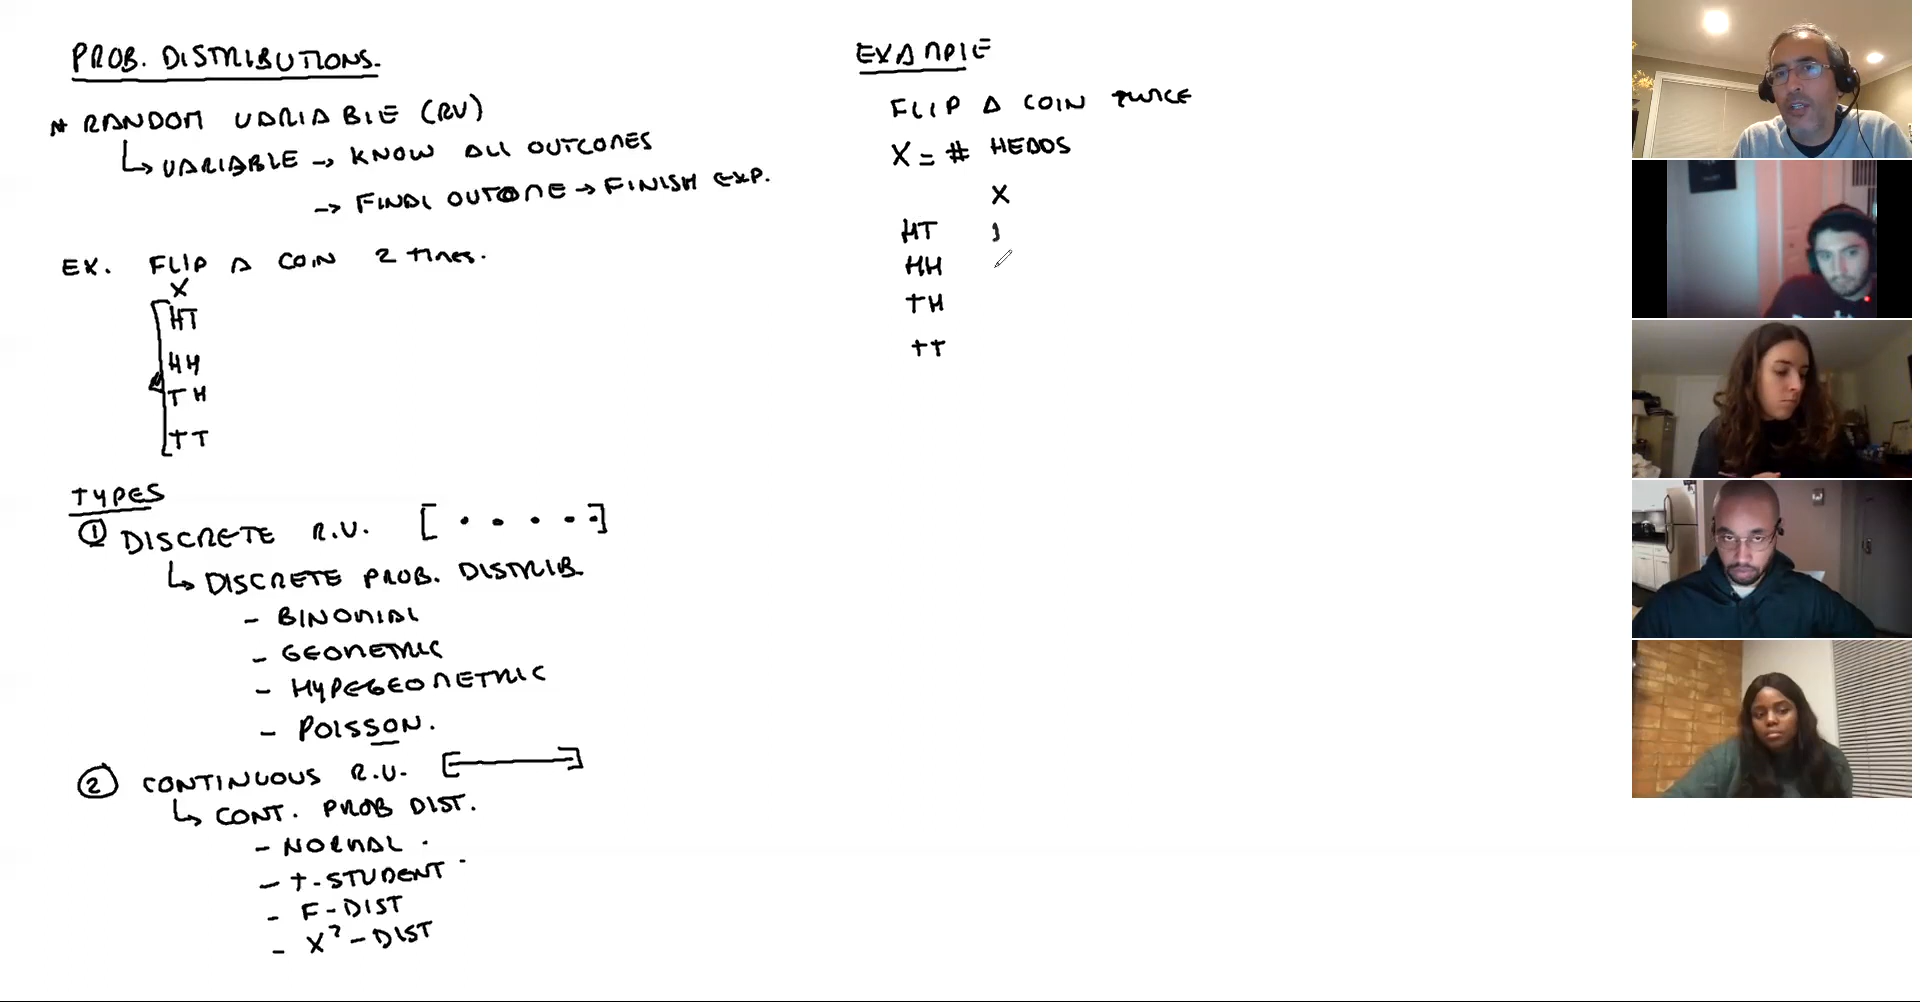 PROB. DISTRIBUTIONS.
* RANDOM VARIABLE (RV)
↳ VARIABLE → KNOW ALL OUTCOMES
→ FINAL OUTCOME → FINISH EXP.
EX. FLIP A COIN 2 TIMES.
X
HT
HH
TH
TT
TYPES
① DISCRETE R.V. [ · · · · · ]
↳ DISCRETE PROB. DISTRIB.
- BINOMIAL
- GEOMETRIC
- HYPEGEOMETRIC
- POISSON.
② CONTINUOUS R.V. [———]
↳ CONT. PROB DIST.
- NORMAL .
- T-STUDENT .
- F-DIST
- X²-DIST
EXAMPLE
FLIP A COIN TWICE
X = # HEADS
X
HT 1
HH
TH
TT